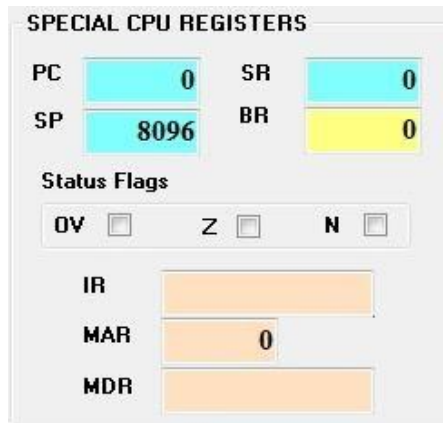 SPECIAL CPU REGISTERS
PC 0 SR 0
SP 8096 BR 0
Status Flags
OV Z N
IR
MAR 0
MDR